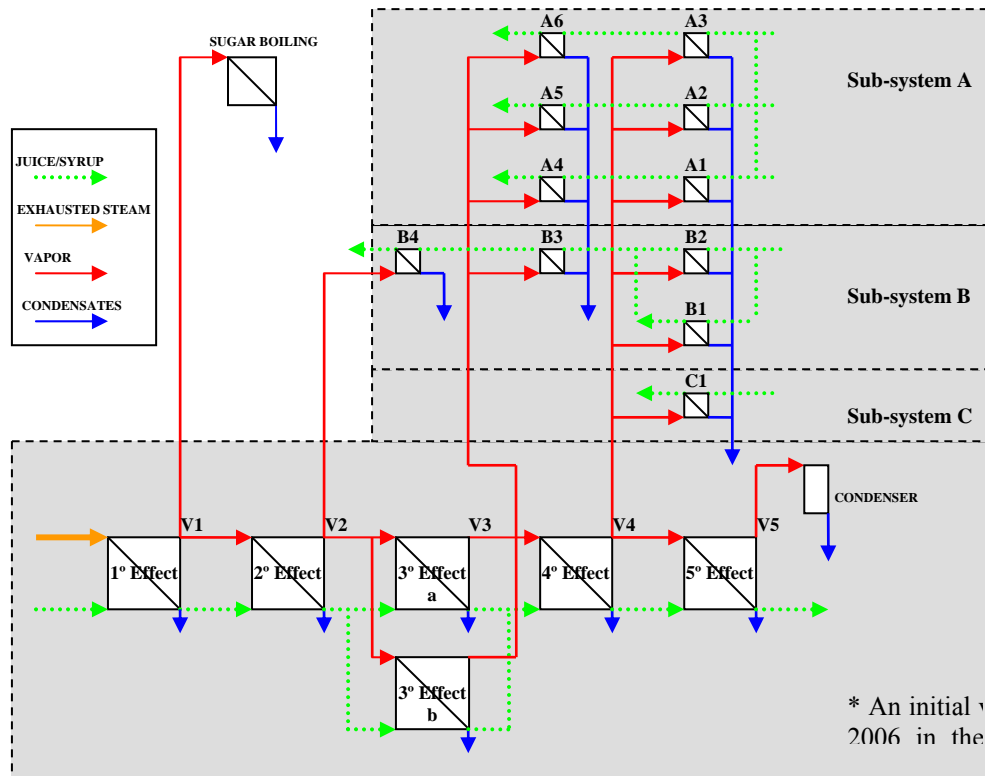 A6
A3
SUGAR BOILING
Sub-system A
A5
A2
JUICE/SYRUP
A4
A1
EXHAUSTED STEAM
B4
B3
B2
VAPOR
Sub-system B
CONDENSATES
B1
C1
Sub-system C
CONDENSER
V1
V2
V3
V4
V5
1º Effect
2º Effect
3º Effect
a
4º Effect
5º Effect
3º Effect
b
* An initial
2006 in the